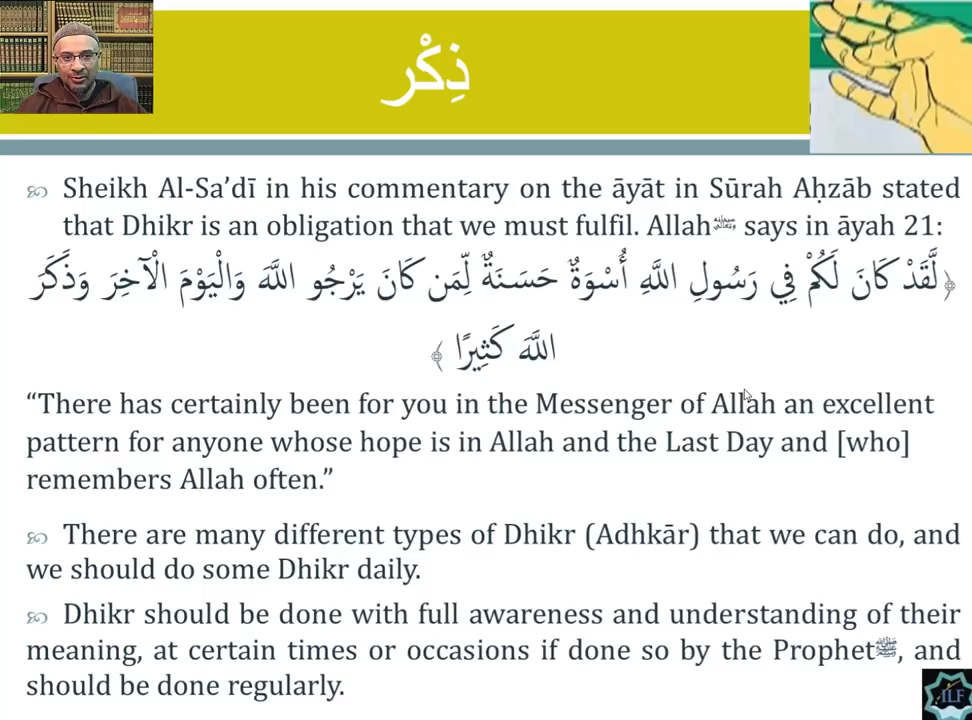 ذِكْر
Sheikh Al-Sa’dī in his commentary on the āyāt in Sūrah Aḥzāb stated
that Dhikr is an obligation that we must fulfil. Allah ﷾ says in āyah 21:
﴿لَّقَدْ كَانَ لَكُمْ فِي رَسُولِ اللَّهِ أُسْوَةٌ حَسَنَةٌ لِّمَن كَانَ يَرْجُو اللَّهَ وَالْيَوْمَ الْآخِرَ وَذَكَرَ
اللَّهَ كَثِيرًا ﴾
“There has certainly been for you in the Messenger of Allah an excellent
pattern for anyone whose hope is in Allah and the Last Day and [who]
remembers Allah often.”
There are many different types of Dhikr (Adhkār) that we can do, and
we should do some Dhikr daily.
Dhikr should be done with full awareness and understanding of their
meaning, at certain times or occasions if done so by the Prophetﷺ, and
should be done regularly.
ILF